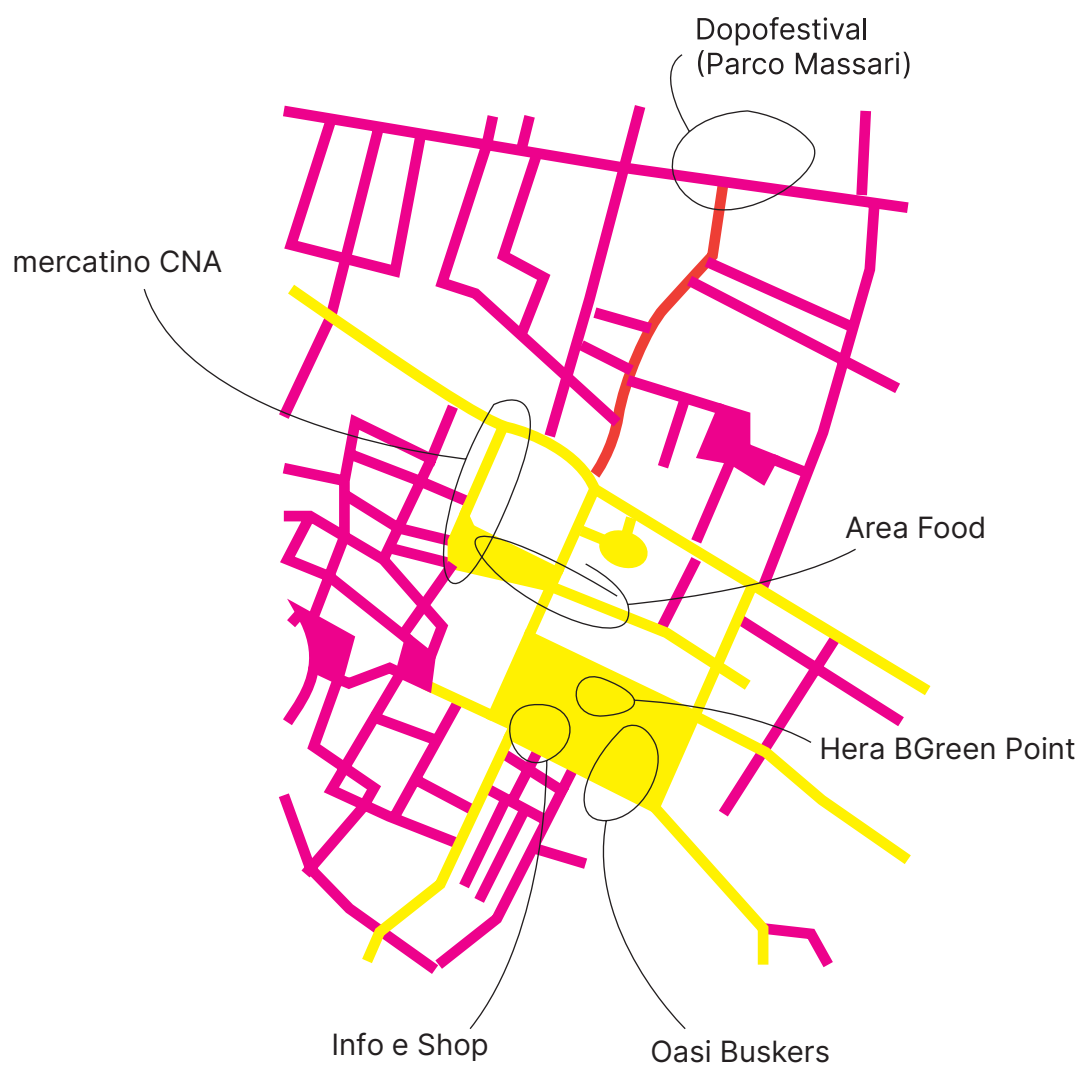 Dopofestival
(Parco Massari)
mercatino CNA
Area Food
Hera BGreen Point
Info e Shop
Oasi Buskers